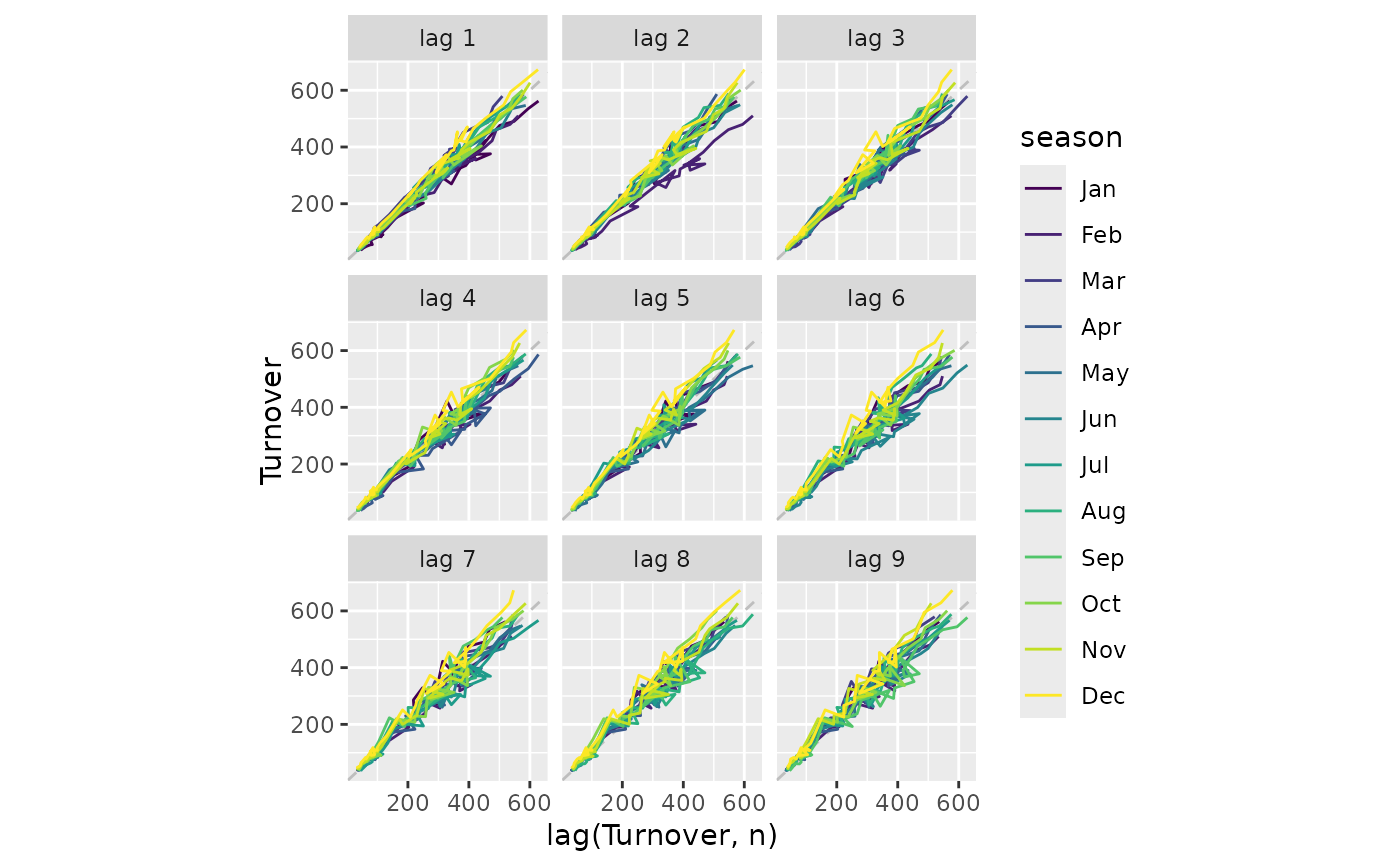 lag 1
lag 2
lag 3
600
400
200
lag 4
lag 5
lag 6
600
400
200
lag 7
lag 8
lag 9
600
400
200
200 400 600
200 400 600
200 400 600
lag(Turnover, n)
Turnover
season
Jan
Feb
Mar
Apr
May
Jun
Jul
Aug
Sep
Oct
Nov
Dec